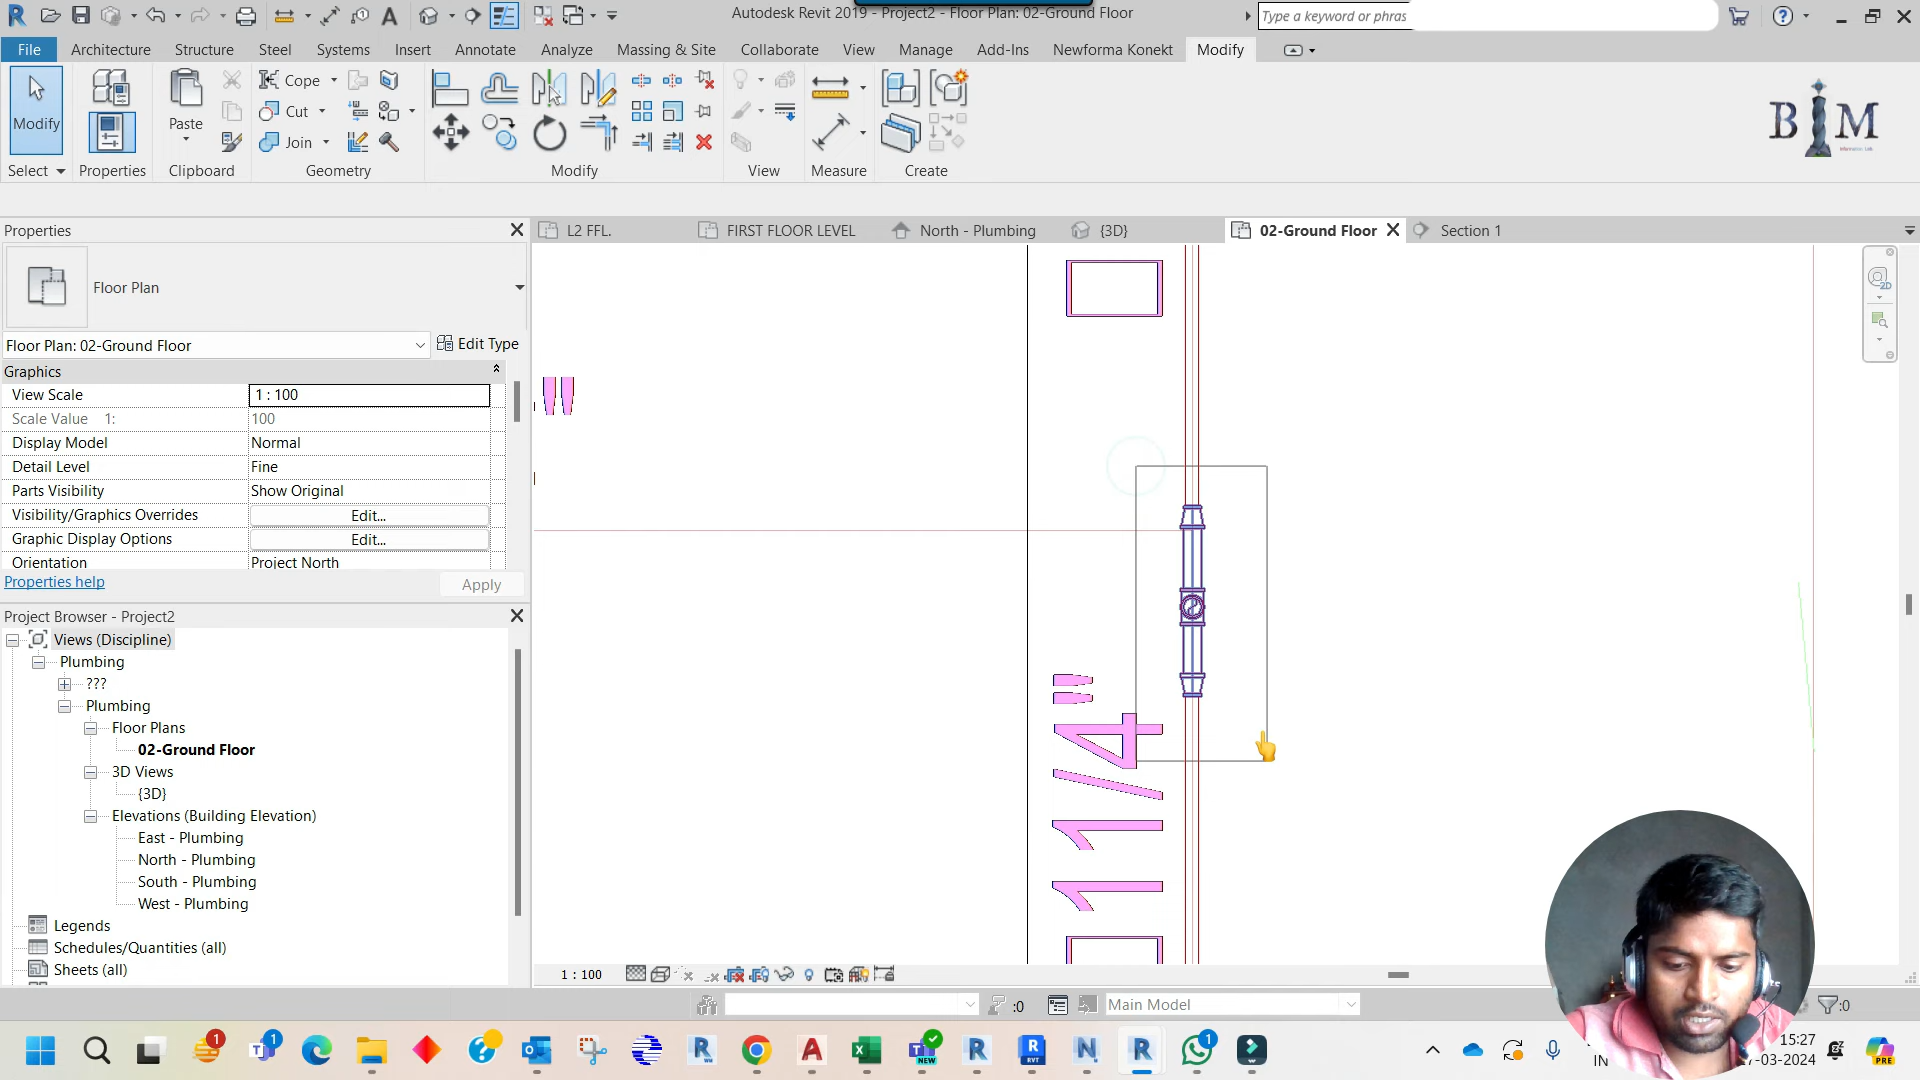 Autodesk Revit 2019 - Project2 - Floor Plan: 02-Ground Floor
Type a keyword or phras
File Architecture Structure Steel Systems Insert Annotate Analyze Massing & Site Collaborate View Manage Add-Ins Newforma Konekt Modify
Modify
Paste
Cope
Cut
Join
Select Properties Clipboard Geometry Modify View Measure Create
BIM
Properties
L2 FFL. FIRST FLOOR LEVEL North - Plumbing {3D} 02-Ground Floor Section 1
Floor Plan
Floor Plan: 02-Ground Floor Edit Type
Graphics
View Scale 1 : 100
Scale Value 1: 100
Display Model Normal
Detail Level Fine
Parts Visibility Show Original
Visibility/Graphics Overrides Edit...
Graphic Display Options Edit...
Orientation Project North
Properties help Apply
Project Browser - Project2
Views (Discipline)
Plumbing
???
Plumbing
Floor Plans
02-Ground Floor
3D Views
{3D}
Elevations (Building Elevation)
East - Plumbing
North - Plumbing
South - Plumbing
West - Plumbing
Legends
Schedules/Quantities (all)
Sheets (all)
2D
1 1/4"
1 : 100
:0
Main Model
:0
15:27
IN
7-03-2024